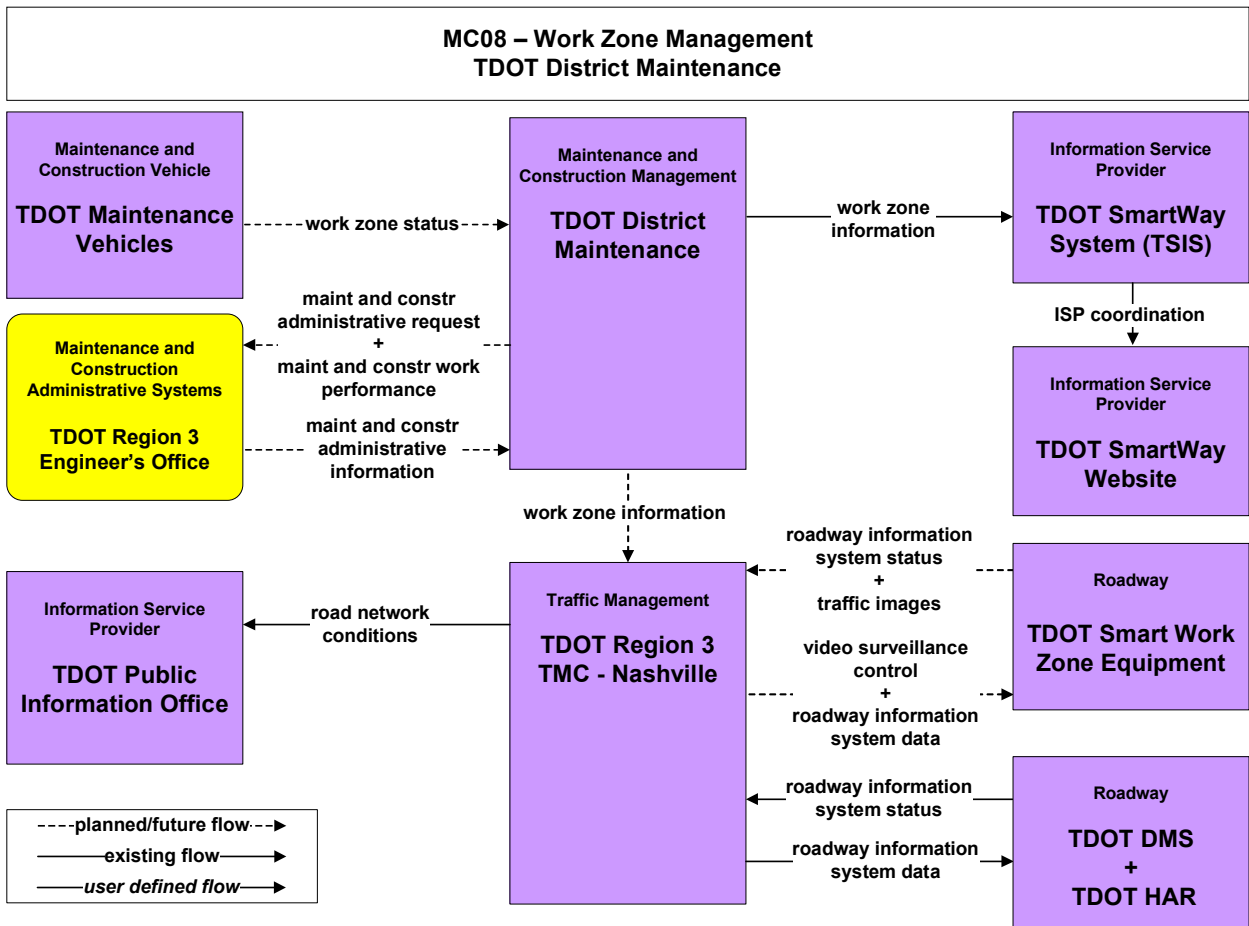 MC08 – Work Zone Management
TDOT District Maintenance
Maintenance and
Construction Vehicle
TDOT Maintenance
Vehicles
work zone status
Maintenance and
Construction Management
TDOT District
Maintenance
work zone
information
Information Service
Provider
TDOT SmartWay
System (TSIS)
ISP coordination
Maintenance and
Construction
Administrative Systems
TDOT Region 3
Engineer's Office
maint and constr
administrative request
+
maint and constr work
performance
maint and constr
administrative
information
Information Service
Provider
TDOT SmartWay
Website
work zone information
Information Service
Provider
TDOT Public
Information Office
road network
conditions
Traffic Management
TDOT Region 3
TMC - Nashville
roadway information
system status
+
traffic images
video surveillance
control
+
roadway information
system data
Roadway
TDOT Smart Work
Zone Equipment
roadway information
system status
roadway information
system data
Roadway
TDOT DMS
+
TDOT HAR
planned/future flow
existing flow
user defined flow